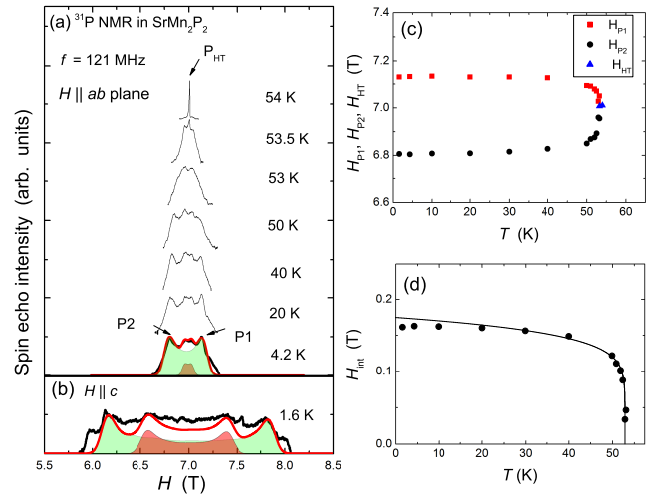 (a) ³¹P NMR in SrMn₂P₂
f = 121 MHz
P_HT
H || ab plane
54 K
53.5 K
53 K
50 K
40 K
20 K
P2
P1
4.2 K
(b) H || c
1.6 K
5.5 6.0 6.5 7.0 7.5 8.0 8.5
H (T)
Spin echo intensity (arb. units)
(c)
H_P1
H_P2
H_HT
7.4
7.2
7.0
6.8
6.6
0 10 20 30 40 50 60
T (K)
H_P1, H_P2, H_HT (T)
(d)
0.2
0.1
0.0
0 10 20 30 40 50
T (K)
H_int (T)